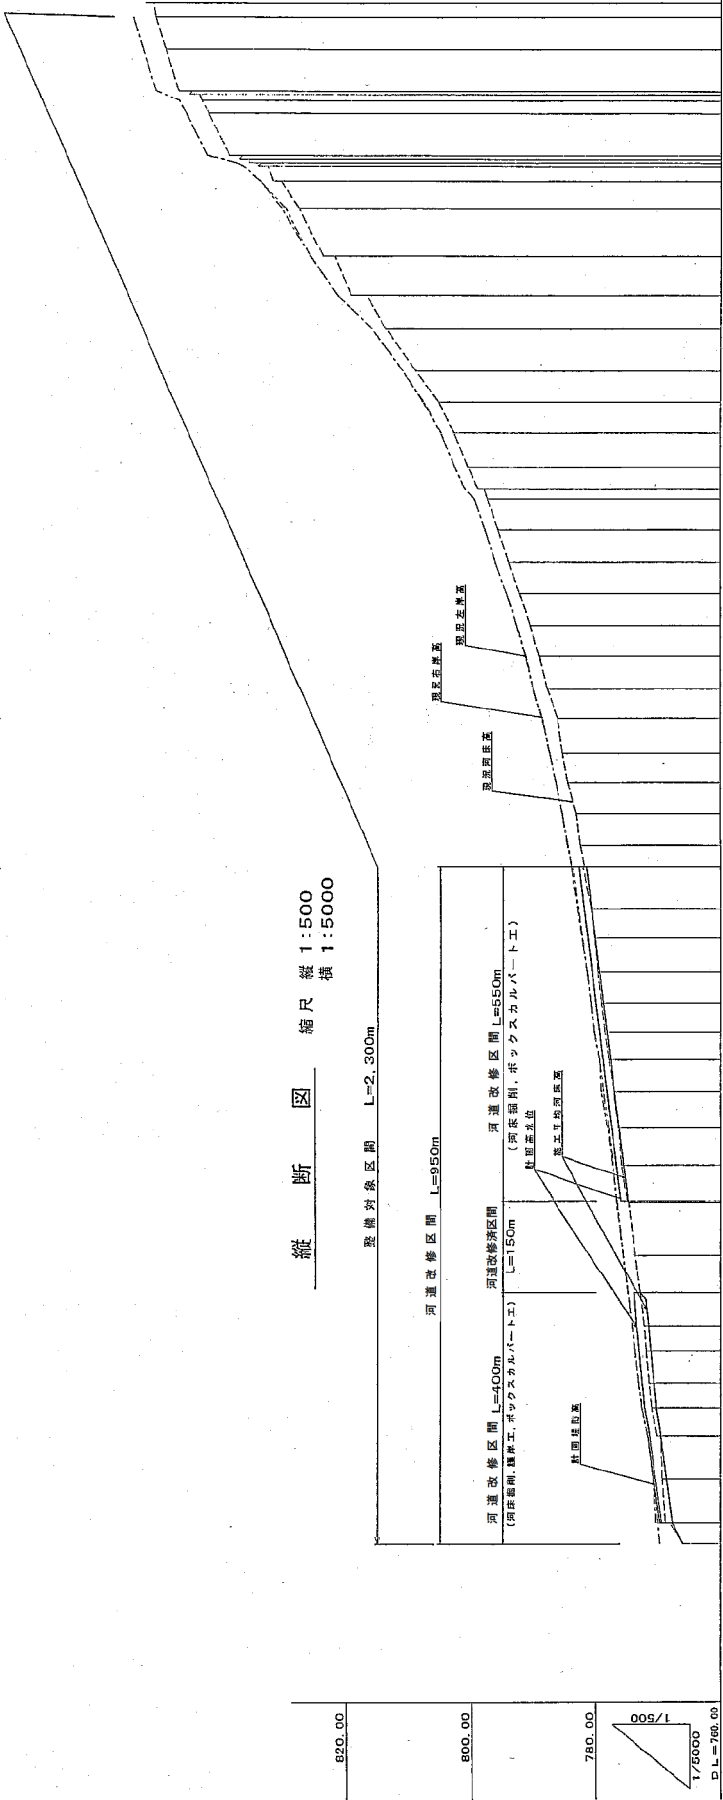 縦断図
縮尺 縦 1:500
横 1:5000
整備対象区間 L=2,300m
河道改修区間 L=950m
河道改修区間 L=400m
(河床掘削,護岸工,ボックスカルバート工)
河道改修済区間
L=150m
河道改修区間 L=550m
(河床掘削,ボックスカルバート工)
計画高水位
施工平均河床高
計画堤防高
現況河床高
現況右岸高
現況左岸高
820.00
800.00
780.00
1/500
1/5000
DL=760.00